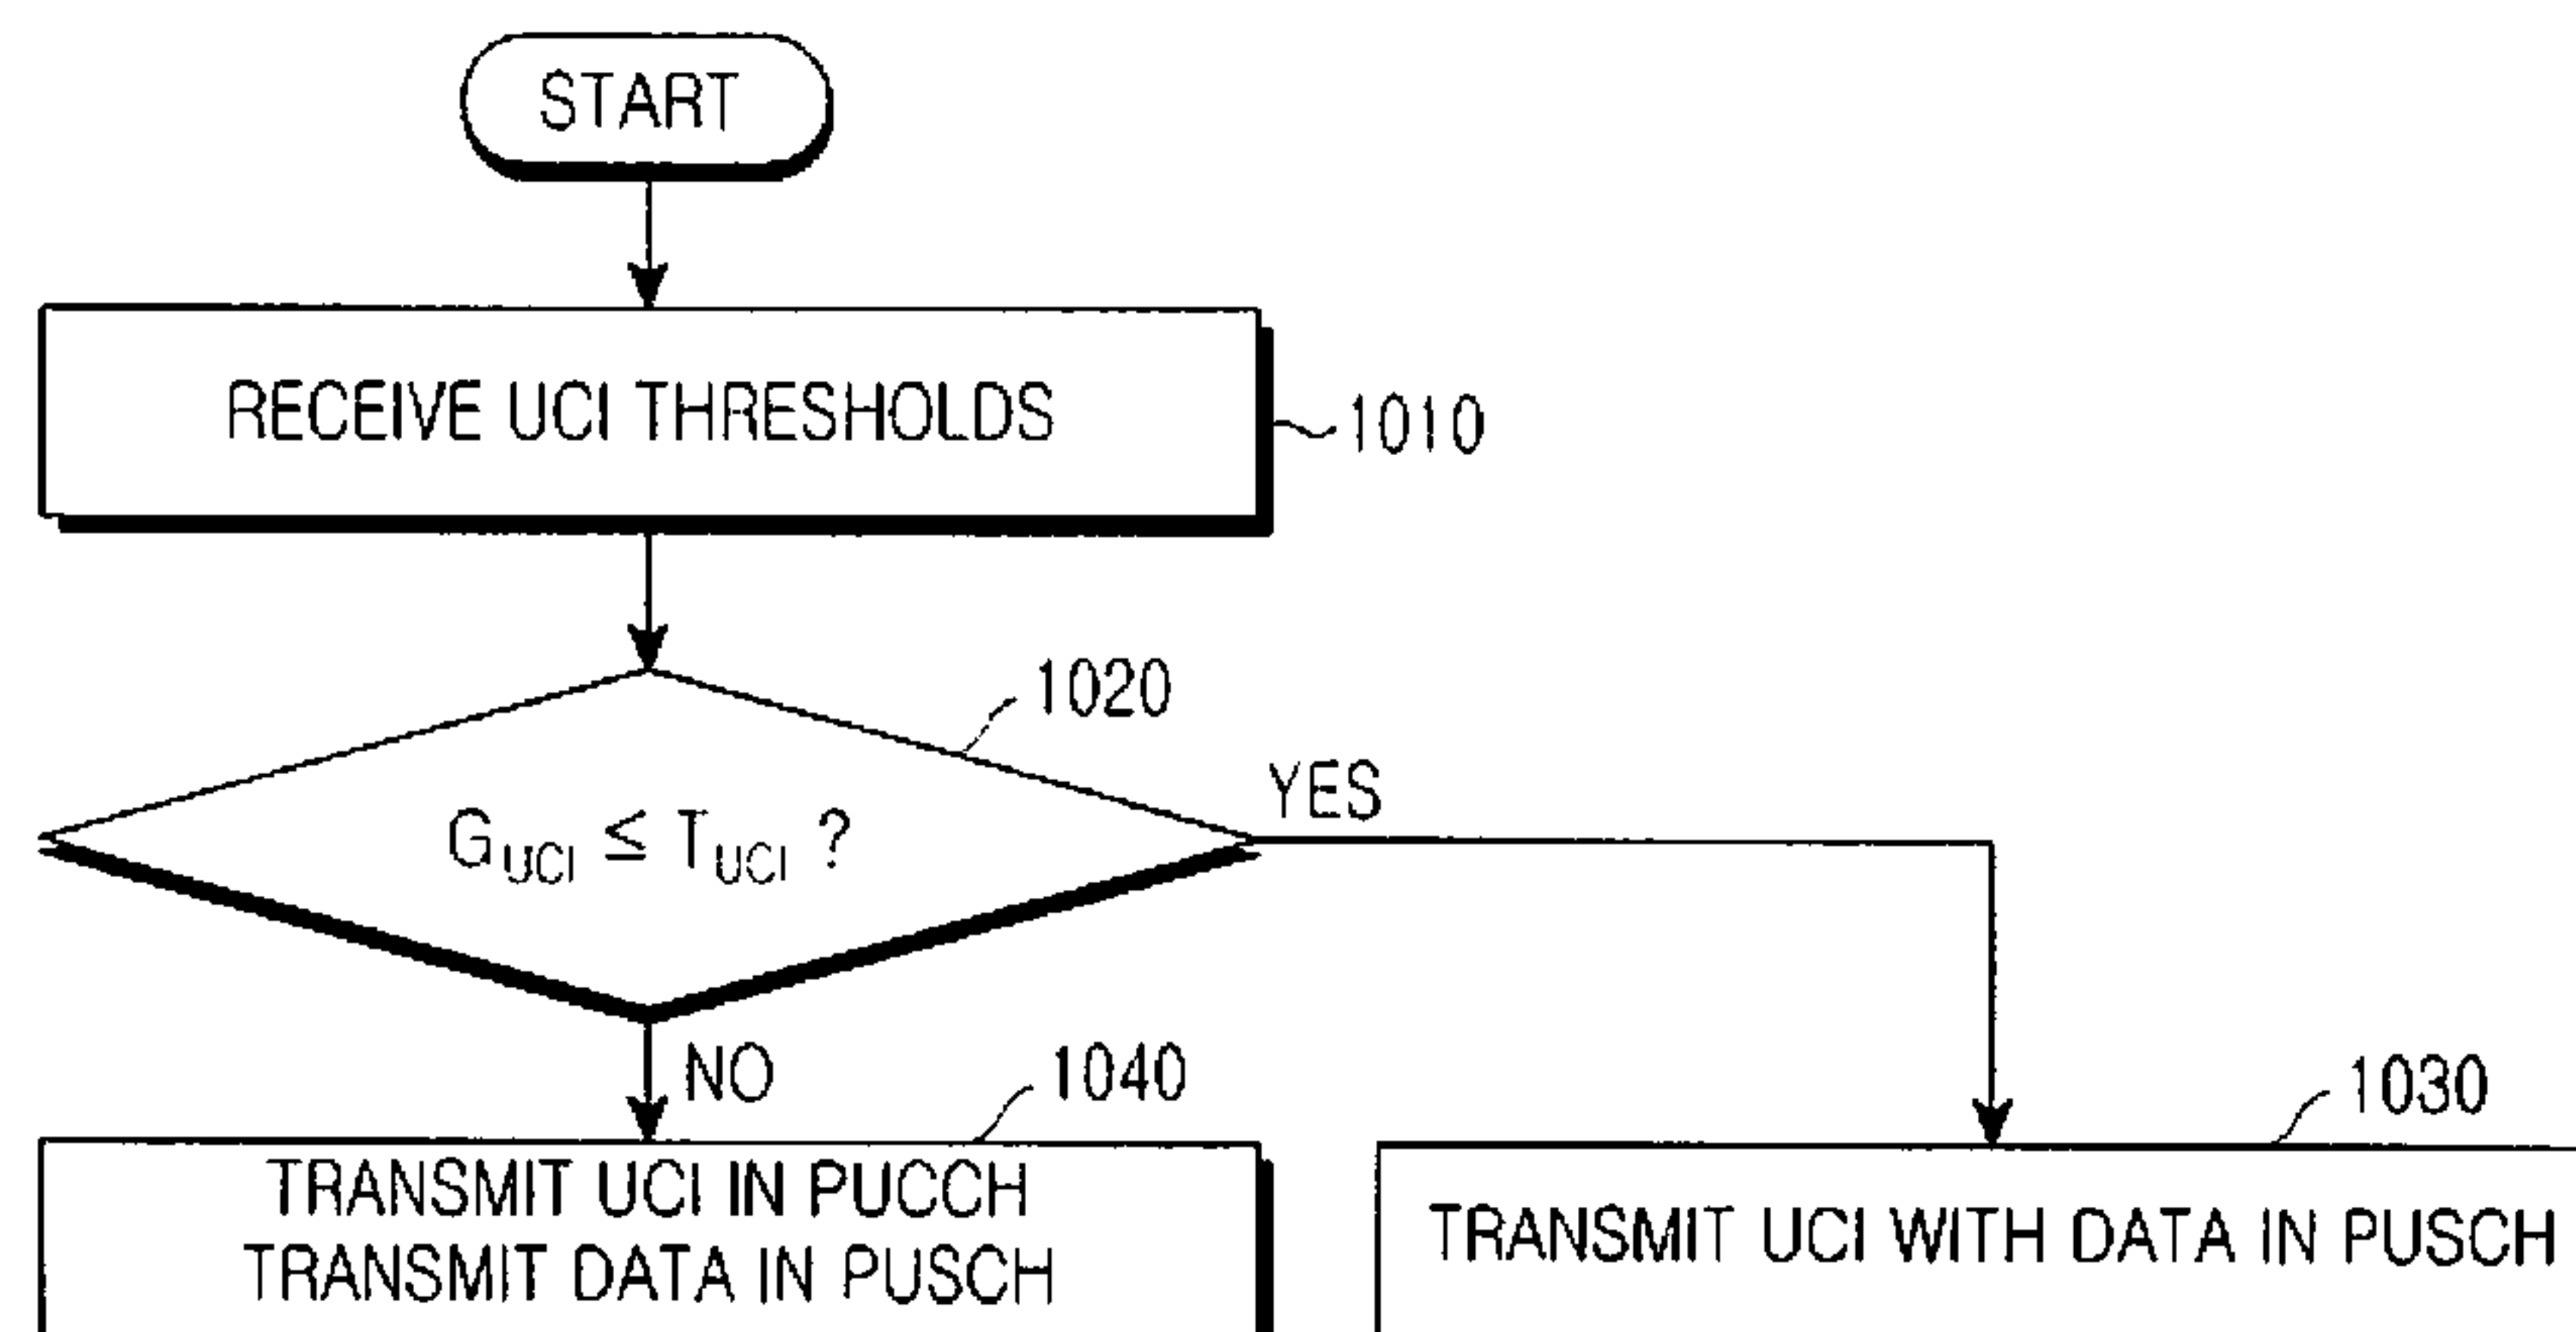 START
RECEIVE UCI THRESHOLDS
1010
1020
YES
G_UCI ≤ T_UCI ?
NO
1040
1030
TRANSMIT UCI IN PUCCH
TRANSMIT DATA IN PUSCH
TRANSMIT UCI WITH DATA IN PUSCH